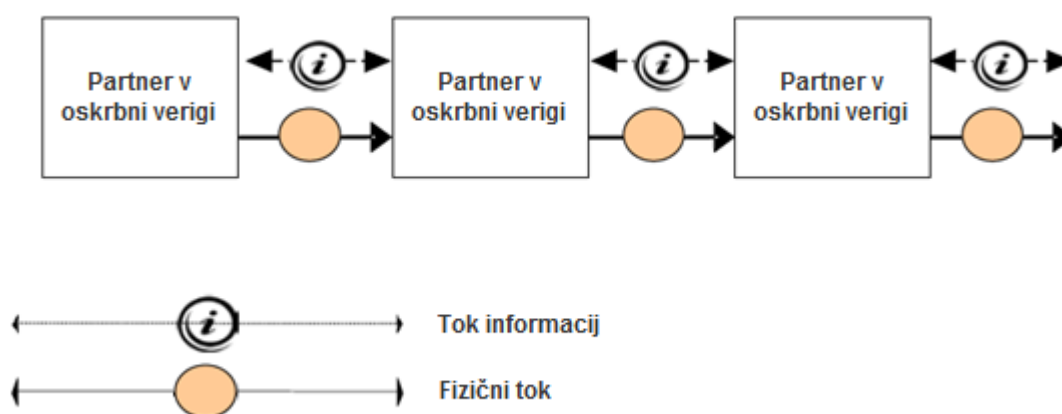 i
i
i
Partner v
oskrbni verigi
Partner v
oskrbni verigi
Partner v
oskrbni verigi
i
Tok informacij
Fizični tok